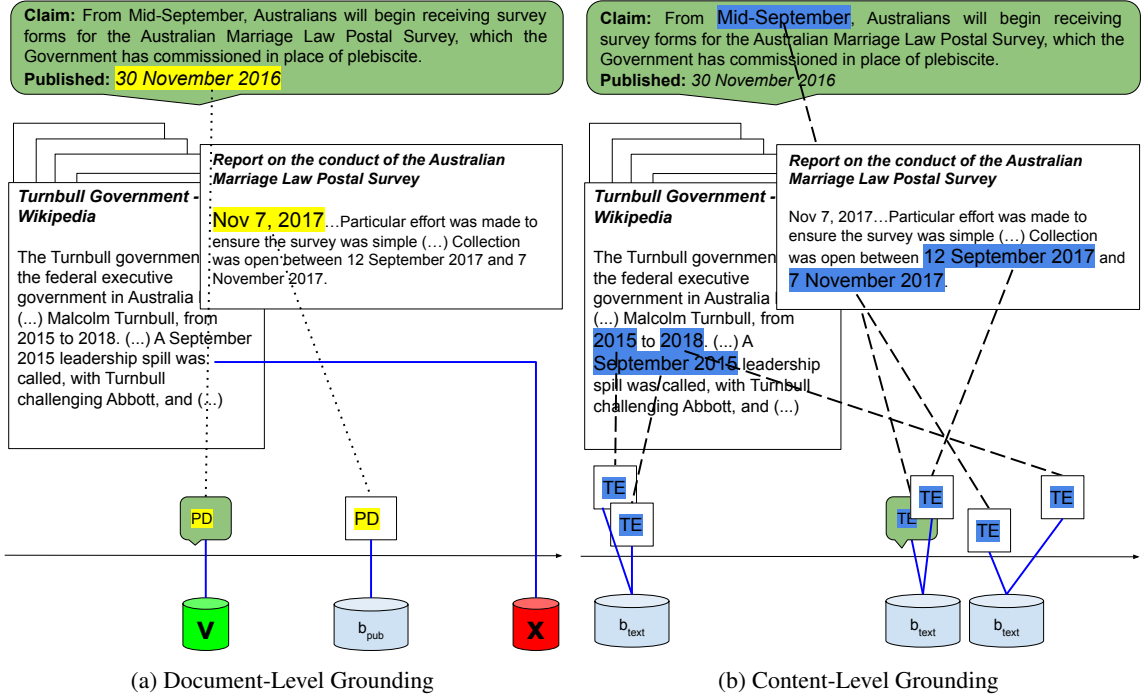 Claim: From Mid-September, Australians will begin receiving survey
forms for the Australian Marriage Law Postal Survey, which the
Government has commissioned in place of plebiscite.
Published: 30 November 2016
Report on the conduct of the Australian
Marriage Law Postal Survey
Nov 7, 2017…Particular effort was made to
ensure the survey was simple (…) Collection
was open between 12 September 2017 and 7
November 2017.
Turnbull Government -
Wikipedia
The Turnbull government
the federal executive
government in Australia
(...) Malcolm Turnbull, from
2015 to 2018. (...) A September
2015 leadership spill was
called, with Turnbull
challenging Abbott, and (...)
PD
PD
V
b_pub
X
(a) Document-Level Grounding
Claim: From Mid-September, Australians will begin receiving
survey forms for the Australian Marriage Law Postal Survey, which the
Government has commissioned in place of plebiscite.
Published: 30 November 2016
Report on the conduct of the Australian
Marriage Law Postal Survey
Nov 7, 2017…Particular effort was made to
ensure the survey was simple (…) Collection
was open between 12 September 2017 and
7 November 2017.
Turnbull Government -
Wikipedia
The Turnbull government
the federal executive
government in Australia
(...) Malcolm Turnbull, from
2015 to 2018. (...) A
September 2015 leadership
spill was called, with Turnbull
challenging Abbott, and (...)
TE
TE
TE
TE
TE
TE
b_text
b_text
b_text
(b) Content-Level Grounding